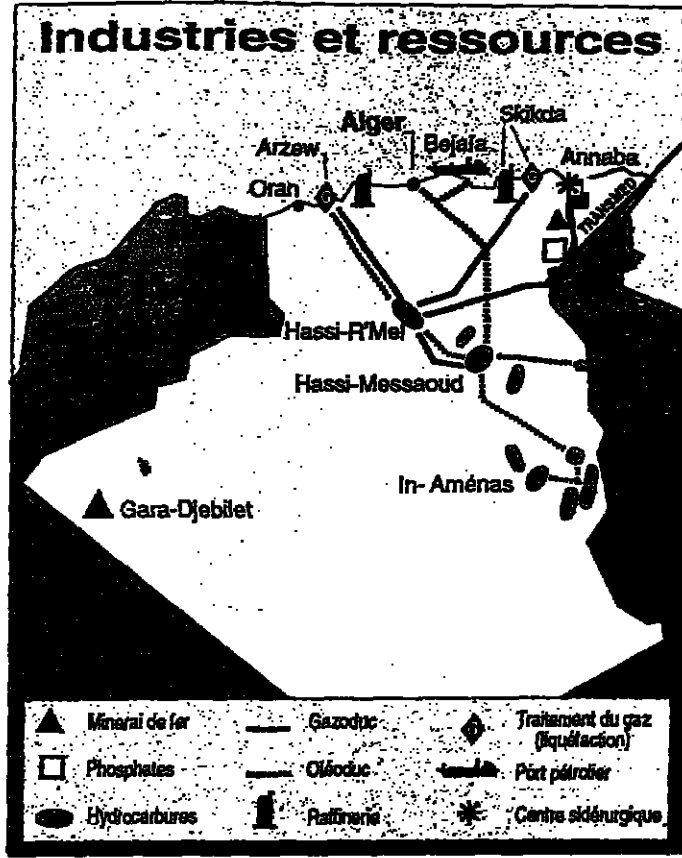 Industries et ressources
Skikda
Alger
Bejaïa
Arzew
Annaba
Oran
TRANSMED
Hassi-R'Mel
Hassi-Messaoud
In-Aménas
Gara-Djebilet
Minerai de fer
Gazoduc
Traitement du gaz
(liquéfaction)
Phosphates
Oléoduc
Port pétrolier
Hydrocarbures
Raffinerie
Centre sidérurgique